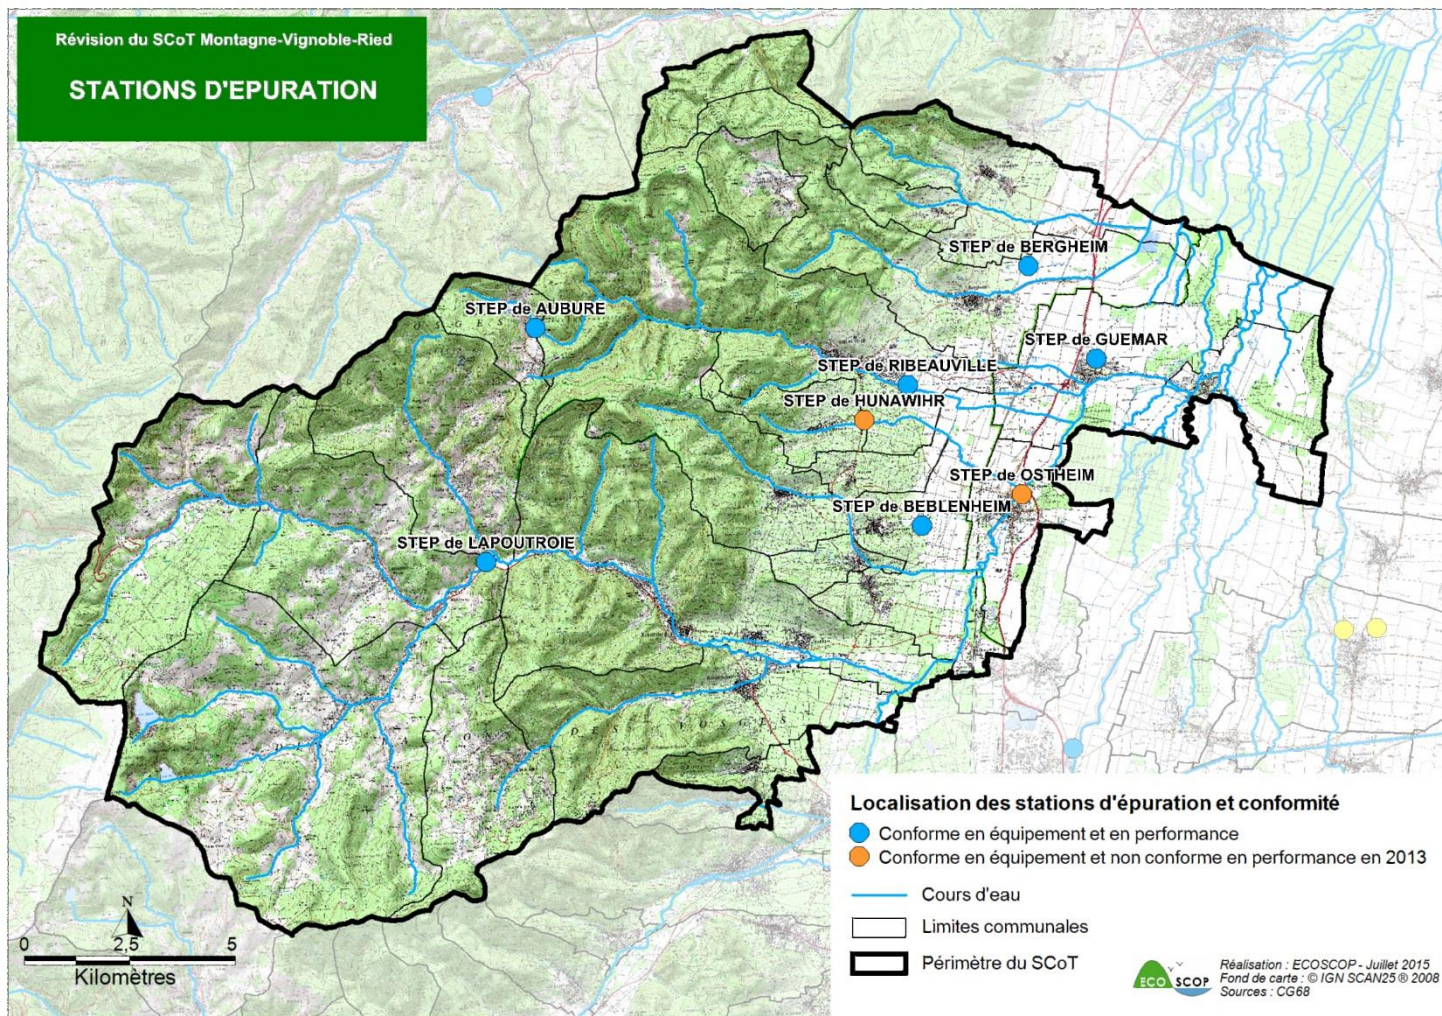 Révision du SCoT Montagne-Vignoble-Ried
STATIONS D'EPURATION
STEP de BERGHEIM
STEP de AUBURE
STEP de GUEMAR
STEP de RIBEAUVILLE
STEP de HUNAWIHR
STEP de OSTHEIM
STEP de BEBLENHEIM
STEP de LAPOUTROIE
DES VOSGES
Localisation des stations d'épuration et conformité
Conforme en équipement et en performance
Conforme en équipement et non conforme en performance en 2013
Cours d'eau
Limites communales
Périmètre du SCoT
N
0 2,5 5
Kilomètres
ECO SCOP
Réalisation : ECOSCOP - Juillet 2015
Fond de carte : © IGN SCAN25 ® 2008
Sources : CG68